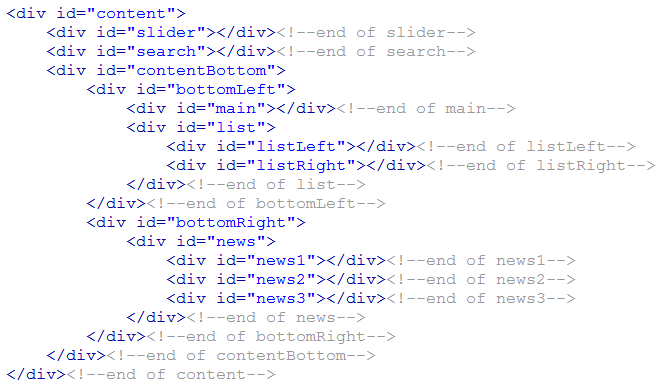 <div id="content">
    <div id="slider"></div><!--end of slider-->
    <div id="search"></div><!--end of search-->
    <div id="contentBottom">
        <div id="bottomLeft">
            <div id="main"></div><!--end of main-->
            <div id="list">
                <div id="listLeft"></div><!--end of listLeft-->
                <div id="listRight"></div><!--end of listRight-->
            </div><!--end of list-->
        </div><!--end of bottomLeft-->
        <div id="bottomRight">
            <div id="news">
                <div id="news1"></div><!--end of news1-->
                <div id="news2"></div><!--end of news2-->
                <div id="news3"></div><!--end of news3-->
            </div><!--end of news-->
        </div><!--end of bottomRight-->
    </div><!--end of contentBottom-->
</div><!--end of content-->